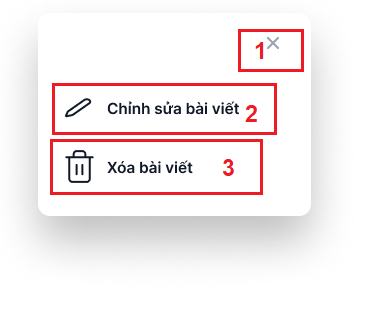 1
Chỉnh sửa bài viết 2
Xóa bài viết 3